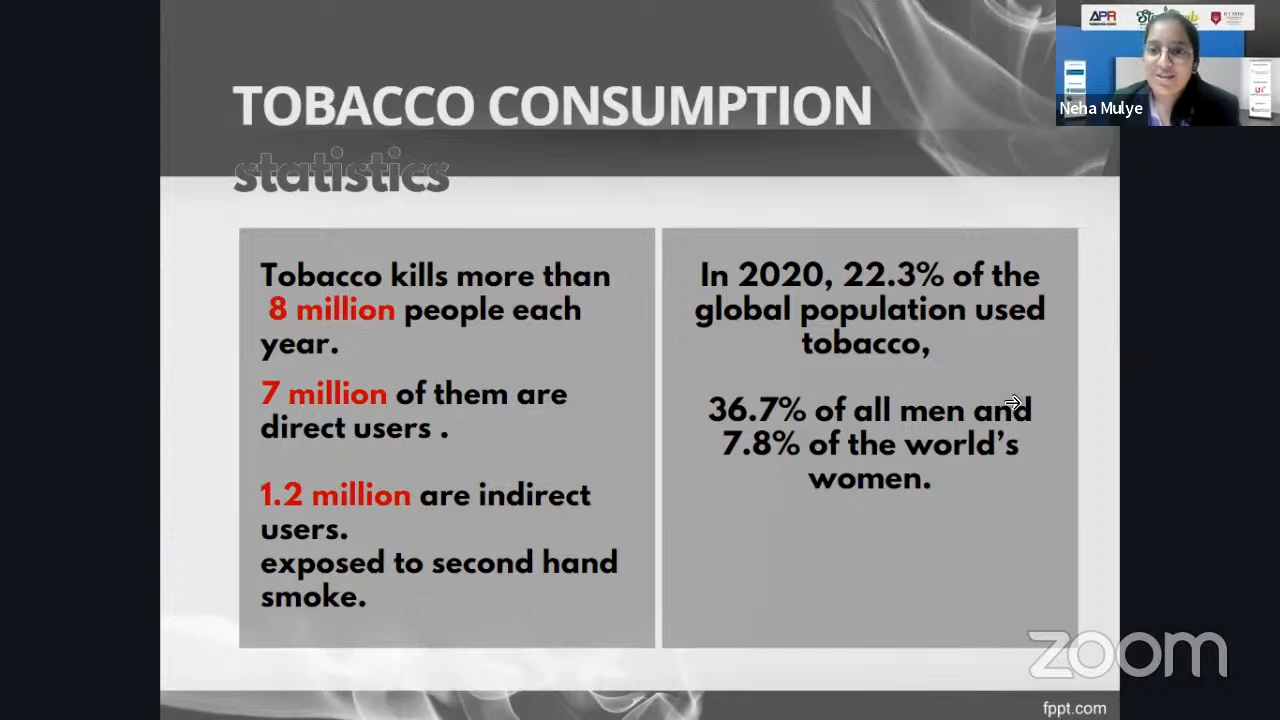 TOBACCO CONSUMPTION
statistics
Tobacco kills more than
8 million people each
year.
7 million of them are
direct users .
1.2 million are indirect
users.
exposed to second hand
smoke.
In 2020, 22.3% of the
global population used
tobacco,
36.7% of all men and
7.8% of the world’s
women.
APR
Neha Mulye
zoom
fppt.com